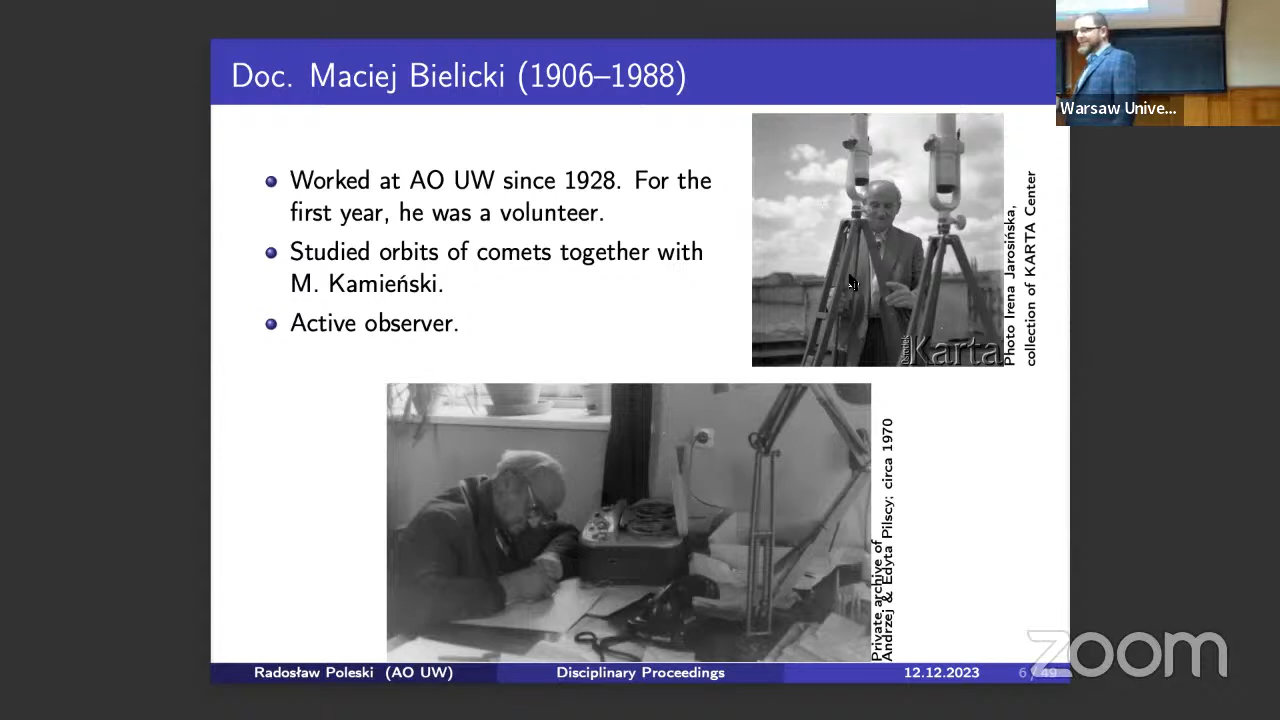 Doc. Maciej Bielicki (1906–1988)
Warsaw Unive...
Worked at AO UW since 1928. For the
first year, he was a volunteer.
Studied orbits of comets together with
M. Kamieński.
Active observer.
Photo Irena Jarosińska,
collection of KARTA Center
ośrodek
Karta
Private archive of
Andrzej & Edyta Pilscy; circa 1970
Radosław Poleski (AO UW)
Disciplinary Proceedings
12.12.2023
6 / 49
zoom